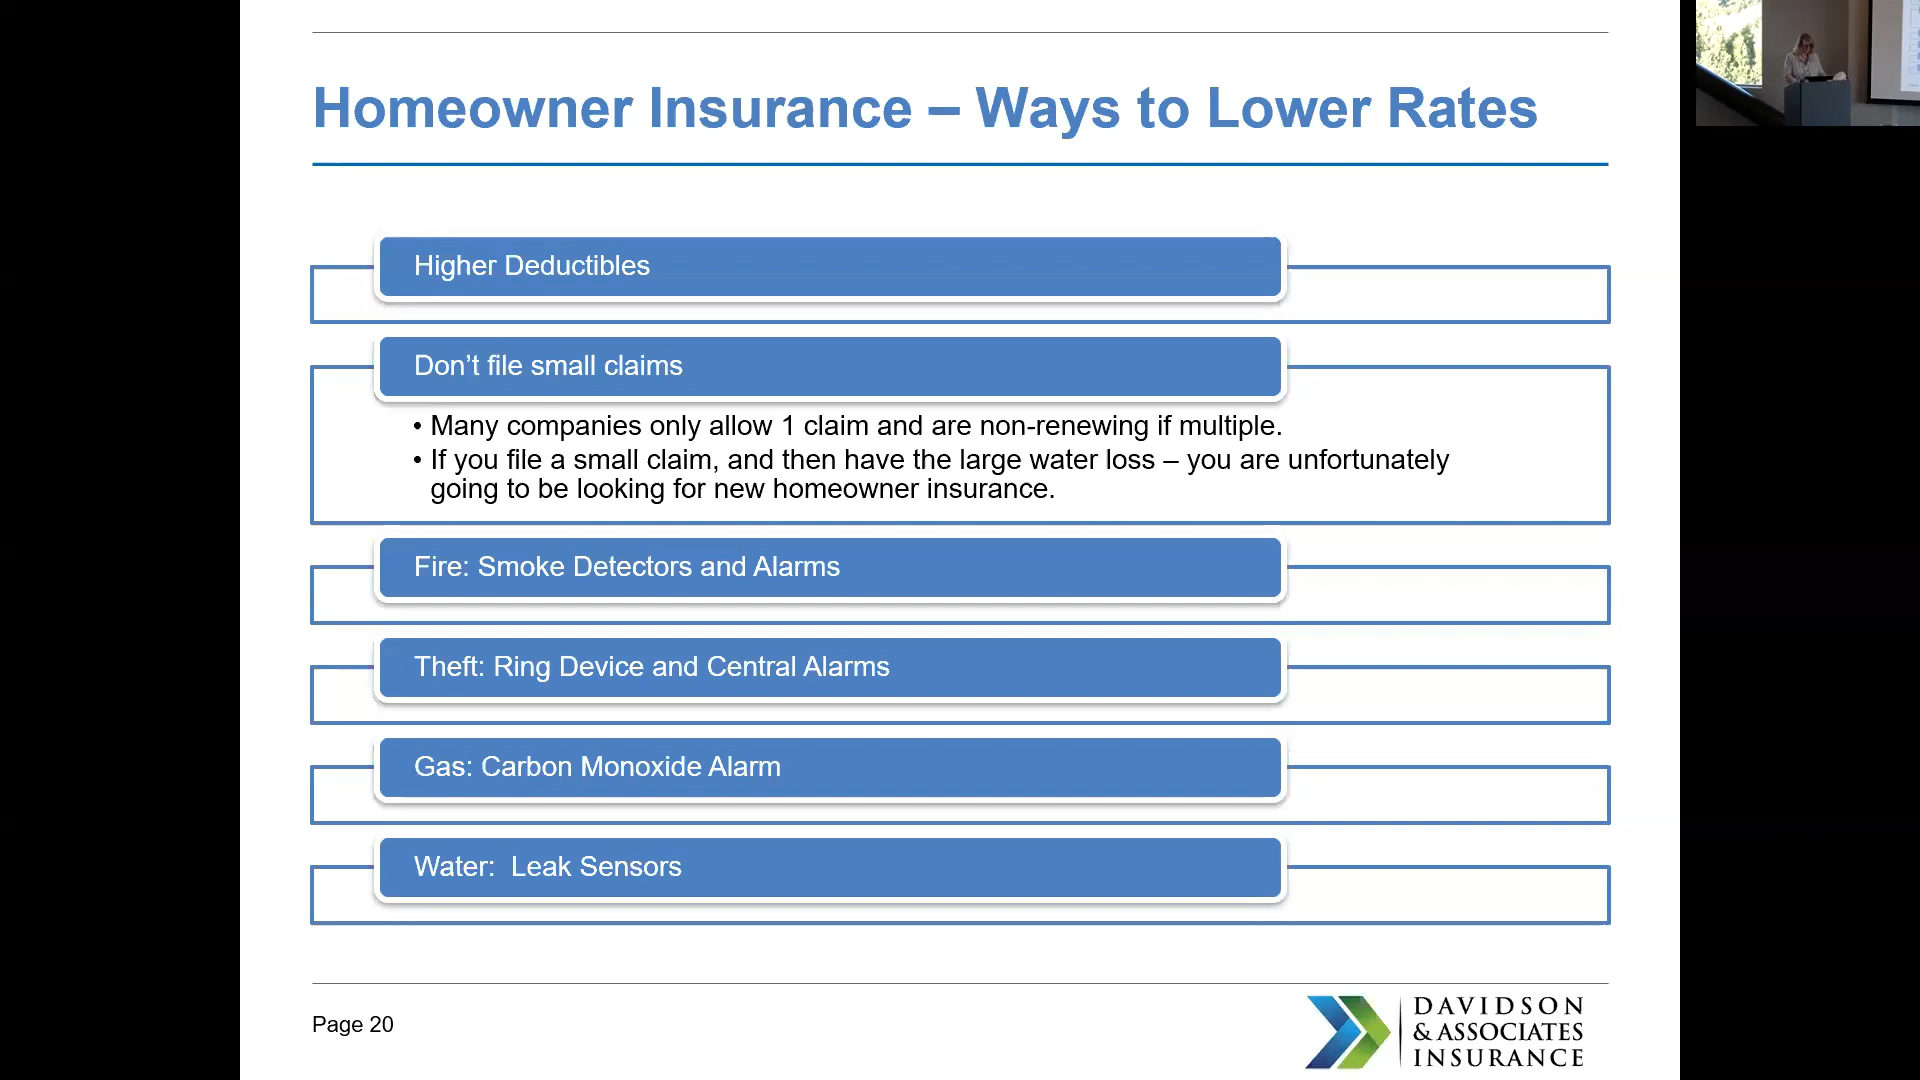 Homeowner Insurance – Ways to Lower Rates
Higher Deductibles
Don’t file small claims
• Many companies only allow 1 claim and are non-renewing if multiple.
• If you file a small claim, and then have the large water loss – you are unfortunately
going to be looking for new homeowner insurance.
Fire: Smoke Detectors and Alarms
Theft: Ring Device and Central Alarms
Gas: Carbon Monoxide Alarm
Water:  Leak Sensors
Page 20
DAVIDSON
& ASSOCIATES
INSURANCE